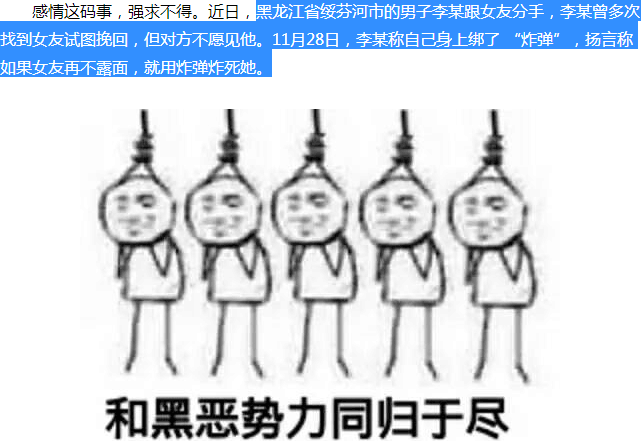 感情这码事，强求不得。近日，黑龙江省绥芬河市的男子李某跟女友分手，李某曾多次
找到女友试图挽回，但对方不愿见他。11月28日，李某称自己身上绑了 “炸弹”，扬言称
如果女友再不露面，就用炸弹炸死她。
和黑恶势力同归于尽